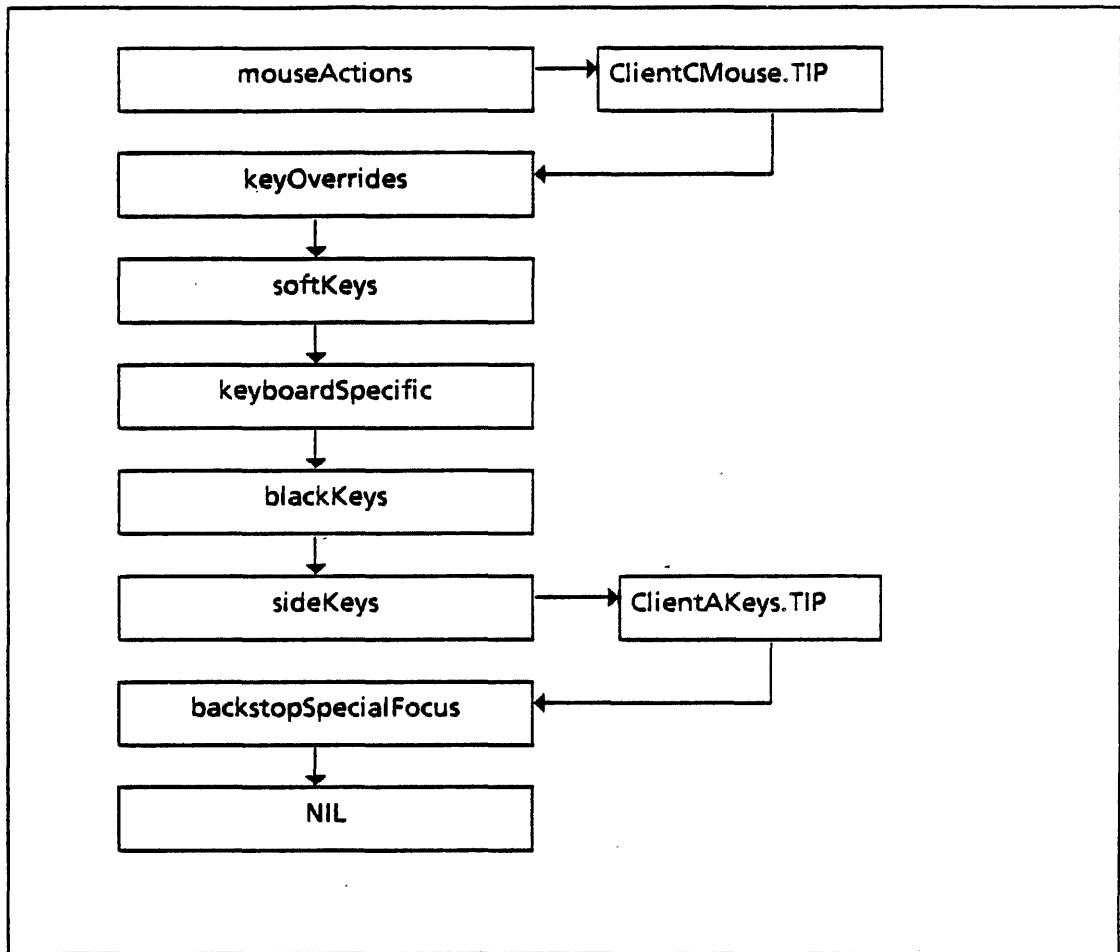 mouseActions
ClientCMouse.TIP
keyOverrides
softKeys
keyboardSpecific
blackKeys
sideKeys
ClientAKeys.TIP
backstopSpecialFocus
NIL